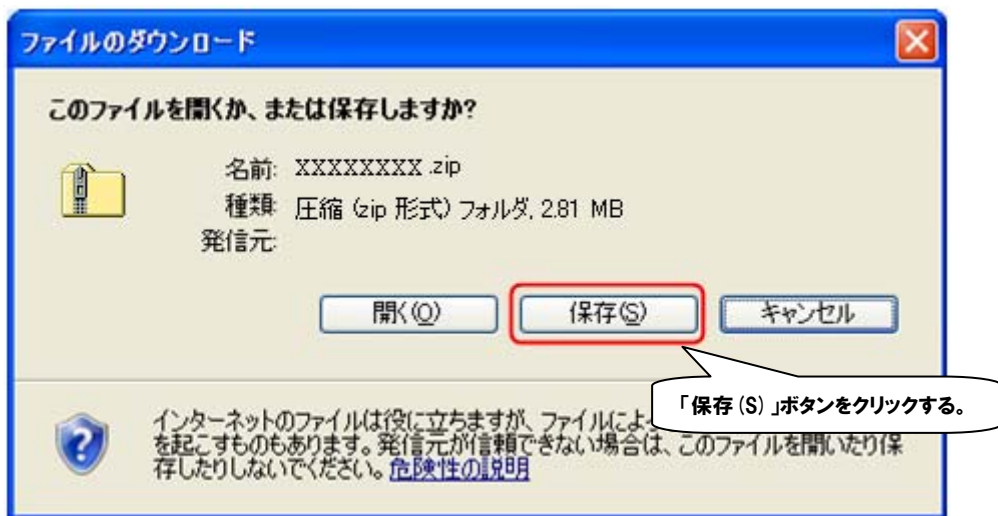 ファイルのダウンロード
このファイルを開くか、または保存しますか?
名前: XXXXXXXX .zip
種類: 圧縮 (zip 形式) フォルダ, 2.81 MB
発信元:
開く(O) 保存(S) キャンセル
「保存(S)」ボタンをクリックする。
インターネットのファイルは役に立ちますが、ファイルによ
を起こすものもあります。発信元が信頼できない場合は、このファイルを開いたり保
存したりしないでください。危険性の説明